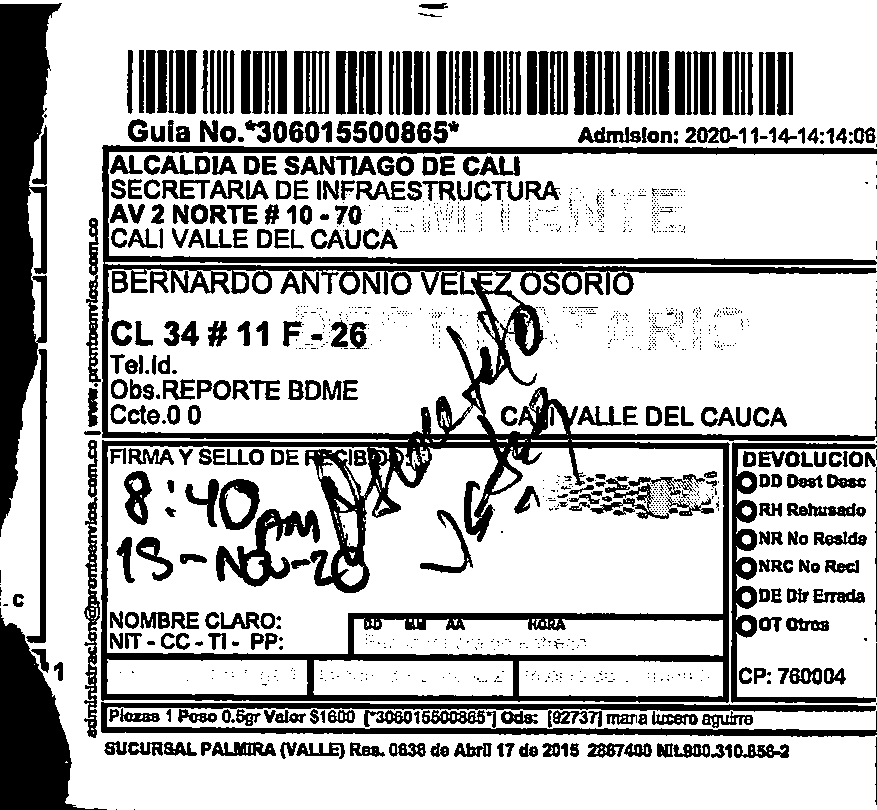 Guia No.*306015500865*
Admision: 2020-11-14-14:14:06
ALCALDIA DE SANTIAGO DE CALI
SECRETARIA DE INFRAESTRUCTURA
AV 2 NORTE # 10 - 70
CALI VALLE DEL CAUCA
REMITENTE
BERNARDO ANTONIO VELEZ OSORIO
DESTINATARIO
CL 34 # 11 F - 26
Tel.Id.
Obs.REPORTE BDME
Ccte.0 0
CALI VALLE DEL CAUCA
www.prontoenvios.com.co
administracion@prontoenvios.com.co
FIRMA Y SELLO DE RECIBIDO:
8:40 AM
NOV-20
NOMBRE CLARO:
NIT - CC - TI - PP:
DD MM AA HORA
DEVOLUCION
DD Dest Desc
RH Rehusado
NR No Reside
NRC No Recl
DE Dir Errada
OT Otros
CP: 760004
Piezas 1 Peso 0.5gr Valor $1600 [*306015500865*] Ods: [92737] maria lucero aguirre
SUCURSAL PALMIRA (VALLE) Res. 0638 de Abril 17 de 2015 2867400 Nit.900.310.856-2